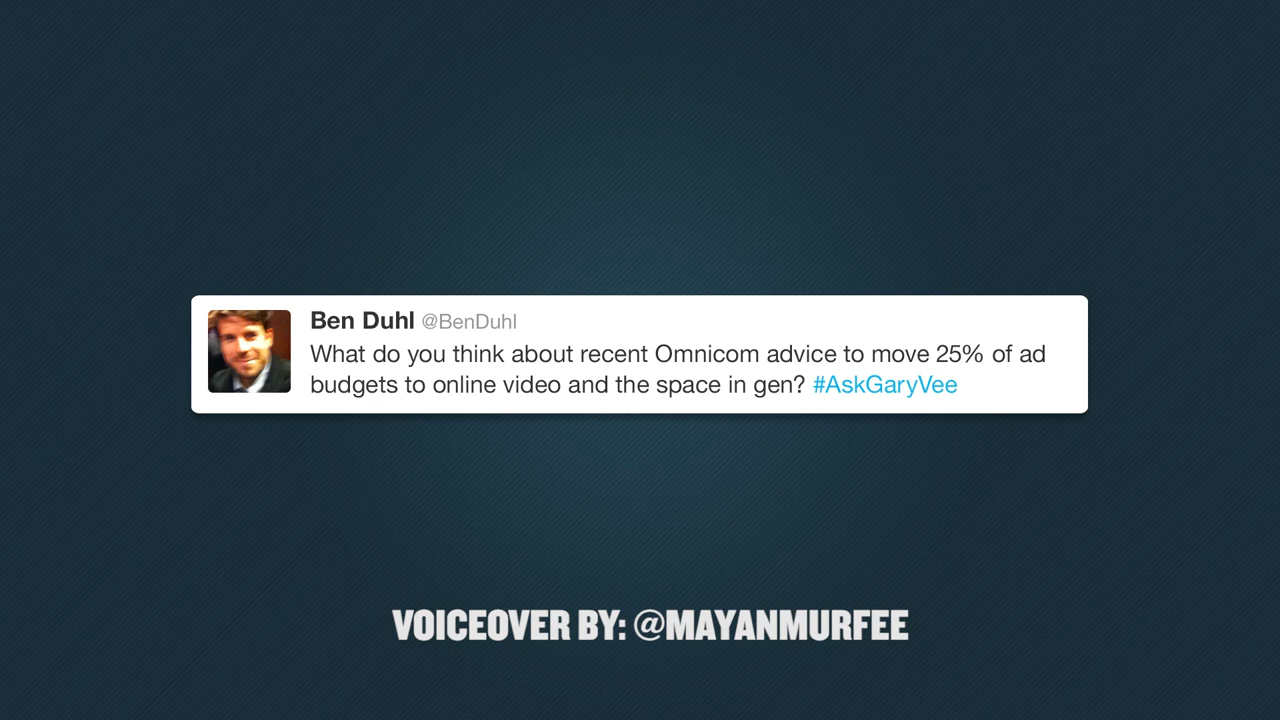 Ben Duhl @BenDuhl
What do you think about recent Omnicom advice to move 25% of ad
budgets to online video and the space in gen? #AskGaryVee
VOICEOVER BY: @MAYANMURFEE